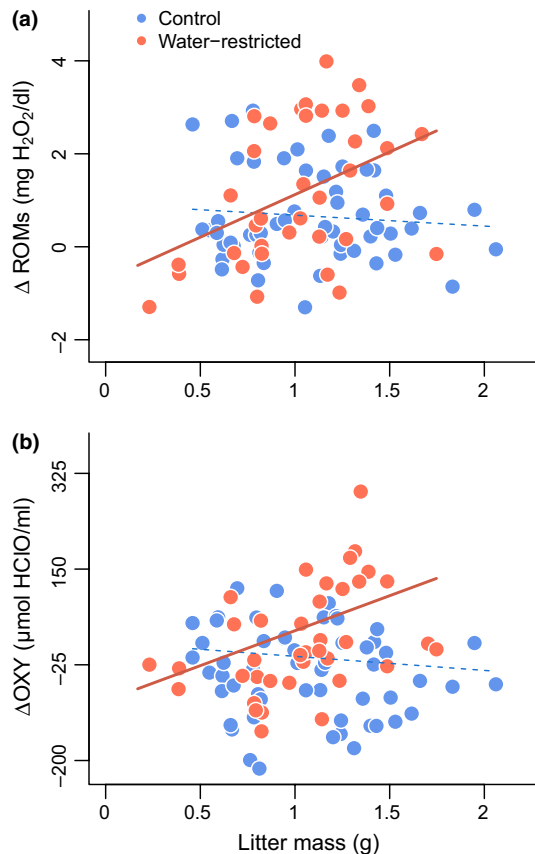 (a)
Control
Water-restricted
Δ ROMs (mg H₂O₂/dl)
4
2
0
−2
0 0.5 1 1.5 2
(b)
ΔOXY (µmol HClO/ml)
325
150
−25
−200
0 0.5 1 1.5 2
Litter mass (g)